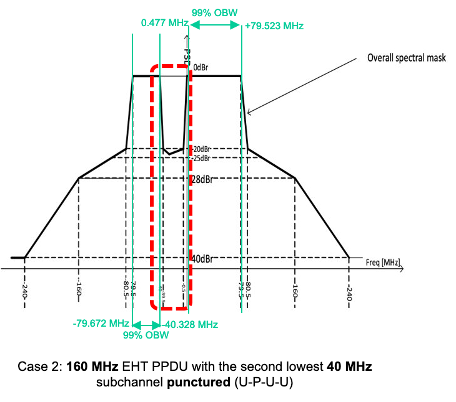 99% OBW
0.477 MHz
+79.523 MHz
PSD
0dBr
Overall spectral mask
-20dBr
-25dBr
-28dBr
-40dBr
Freq [MHz]
-240
-160
-80.5
-79.5
79.5
80.5
160
240
-79.672 MHz
-40.328 MHz
99% OBW
Case 2: 160 MHz EHT PPDU with the second lowest 40 MHz
subchannel punctured (U-P-U-U)